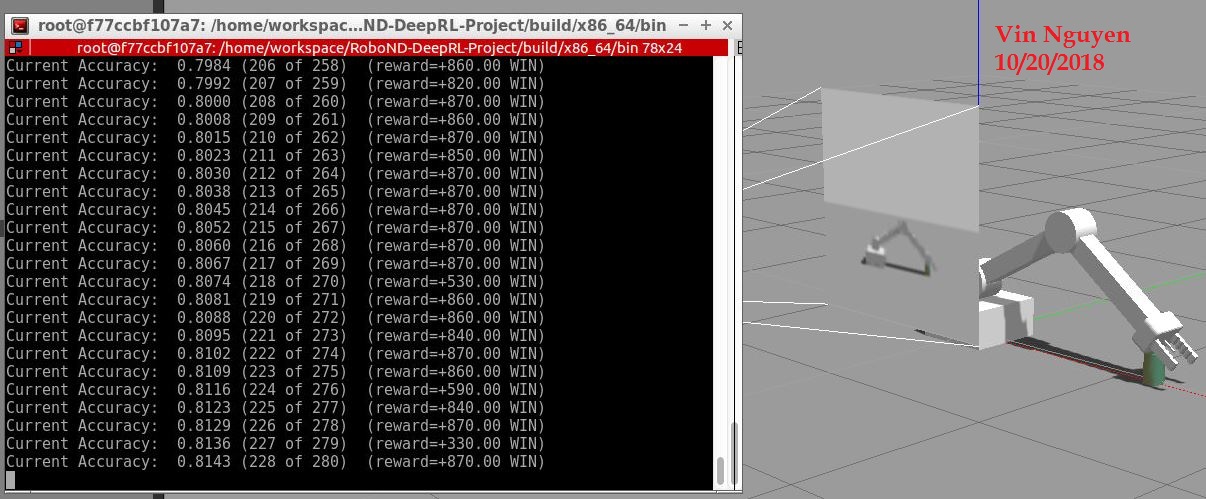 root@f77ccbf107a7: /home/workspac...ND-DeepRL-Project/build/x86_64/bin
root@f77ccbf107a7: /home/workspace/RoboND-DeepRL-Project/build/x86_64/bin 78x24
Current Accuracy:  0.7984 (206 of 258)  (reward=+860.00 WIN)
Current Accuracy:  0.7992 (207 of 259)  (reward=+820.00 WIN)
Current Accuracy:  0.8000 (208 of 260)  (reward=+870.00 WIN)
Current Accuracy:  0.8008 (209 of 261)  (reward=+860.00 WIN)
Current Accuracy:  0.8015 (210 of 262)  (reward=+870.00 WIN)
Current Accuracy:  0.8023 (211 of 263)  (reward=+850.00 WIN)
Current Accuracy:  0.8030 (212 of 264)  (reward=+870.00 WIN)
Current Accuracy:  0.8038 (213 of 265)  (reward=+870.00 WIN)
Current Accuracy:  0.8045 (214 of 266)  (reward=+870.00 WIN)
Current Accuracy:  0.8052 (215 of 267)  (reward=+870.00 WIN)
Current Accuracy:  0.8060 (216 of 268)  (reward=+870.00 WIN)
Current Accuracy:  0.8067 (217 of 269)  (reward=+870.00 WIN)
Current Accuracy:  0.8074 (218 of 270)  (reward=+530.00 WIN)
Current Accuracy:  0.8081 (219 of 271)  (reward=+860.00 WIN)
Current Accuracy:  0.8088 (220 of 272)  (reward=+860.00 WIN)
Current Accuracy:  0.8095 (221 of 273)  (reward=+840.00 WIN)
Current Accuracy:  0.8102 (222 of 274)  (reward=+870.00 WIN)
Current Accuracy:  0.8109 (223 of 275)  (reward=+860.00 WIN)
Current Accuracy:  0.8116 (224 of 276)  (reward=+590.00 WIN)
Current Accuracy:  0.8123 (225 of 277)  (reward=+840.00 WIN)
Current Accuracy:  0.8129 (226 of 278)  (reward=+870.00 WIN)
Current Accuracy:  0.8136 (227 of 279)  (reward=+330.00 WIN)
Current Accuracy:  0.8143 (228 of 280)  (reward=+870.00 WIN)
Vin Nguyen
10/20/2018